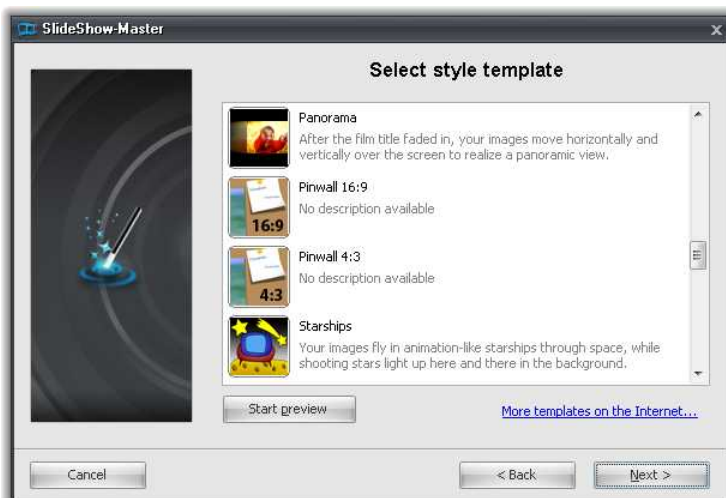 SlideShow-Master
x
Select style template
Panorama
After the film title faded in, your images move horizontally and
vertically over the screen to realize a panoramic view.
Pinwall 16:9
No description available
16:9
Pinwall 4:3
No description available
4:3
Starships
Your images fly in animation-like starships through space, while
shooting stars light up here and there in the background.
Start preview
More templates on the Internet...
Cancel
< Back
Next >